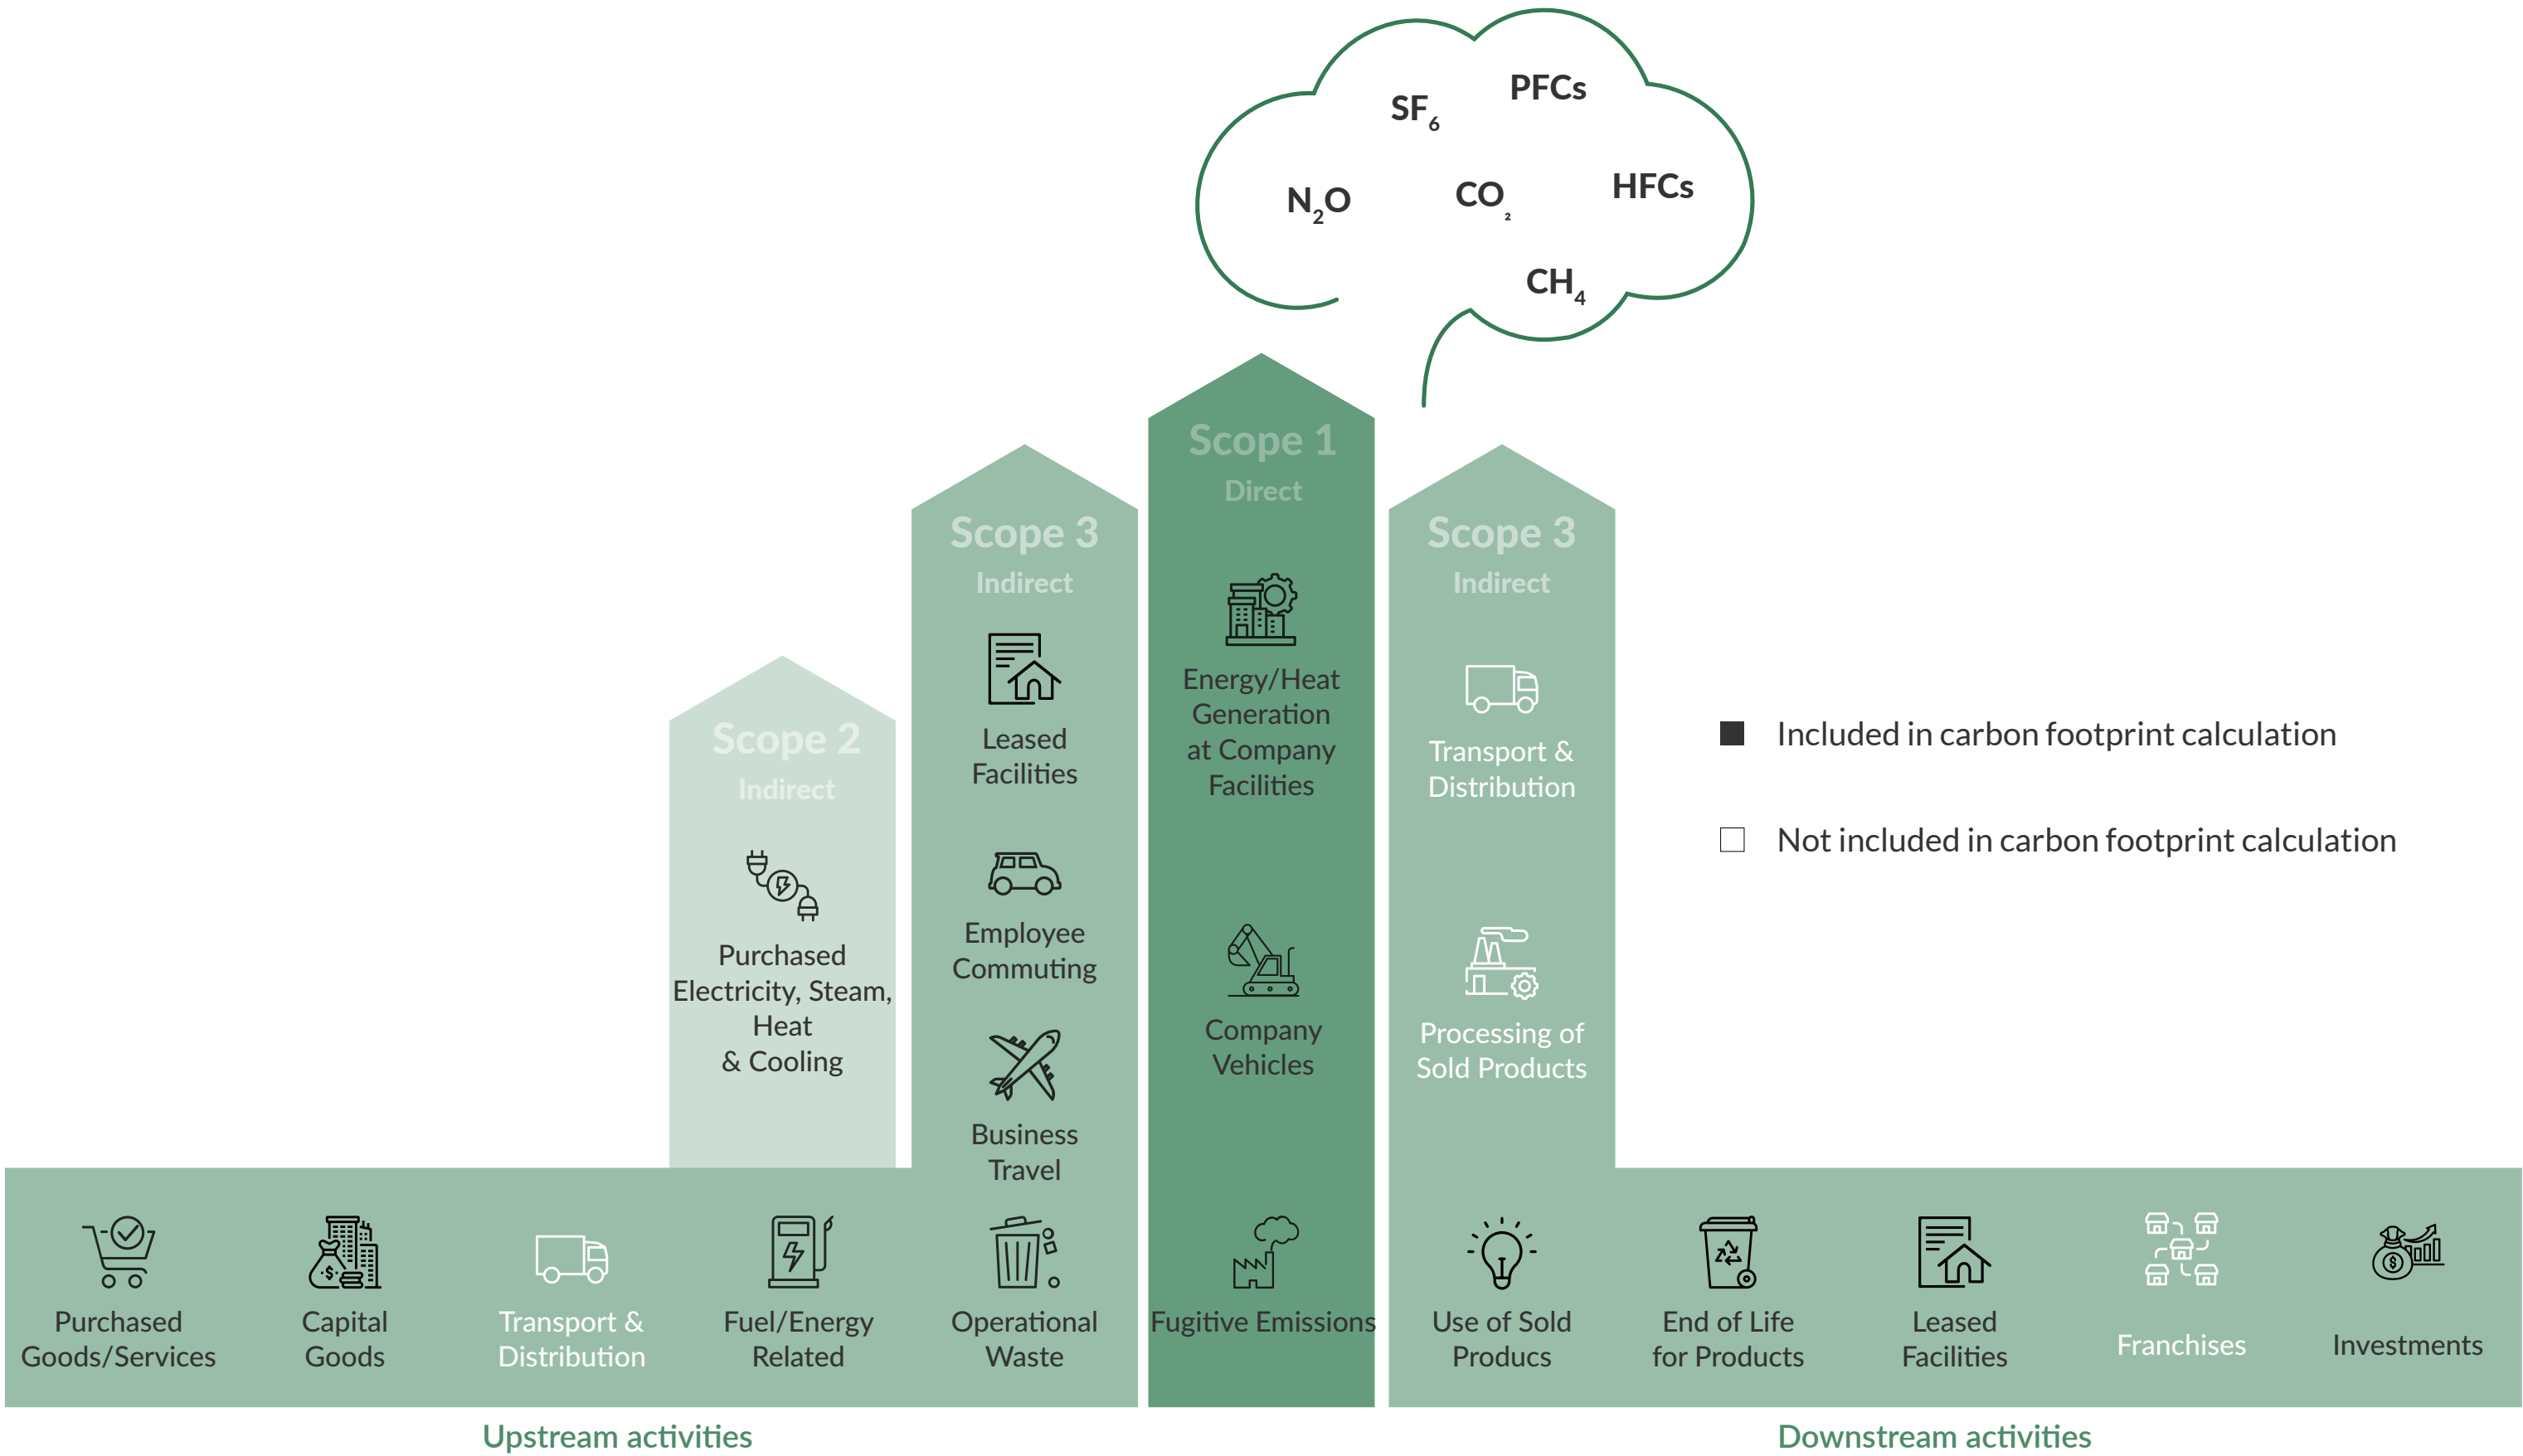 SF₆
PFCs
N₂O
CO₂
HFCs
CH₄
Scope 1
Direct
Energy/Heat
Generation
at Company
Facilities
Company
Vehicles
Fugitive Emissions
Scope 3
Indirect
Leased
Facilities
Employee
Commuting
Business
Travel
Operational
Waste
Scope 2
Indirect
Purchased
Electricity, Steam,
Heat
& Cooling
Purchased
Goods/Services
Capital
Goods
Transport &
Distribution
Fuel/Energy
Related
Upstream activities
Scope 3
Indirect
Transport &
Distribution
Processing of
Sold Products
Use of Sold
Producs
End of Life
for Products
Leased
Facilities
Franchises
Investments
Downstream activities
Included in carbon footprint calculation
Not included in carbon footprint calculation